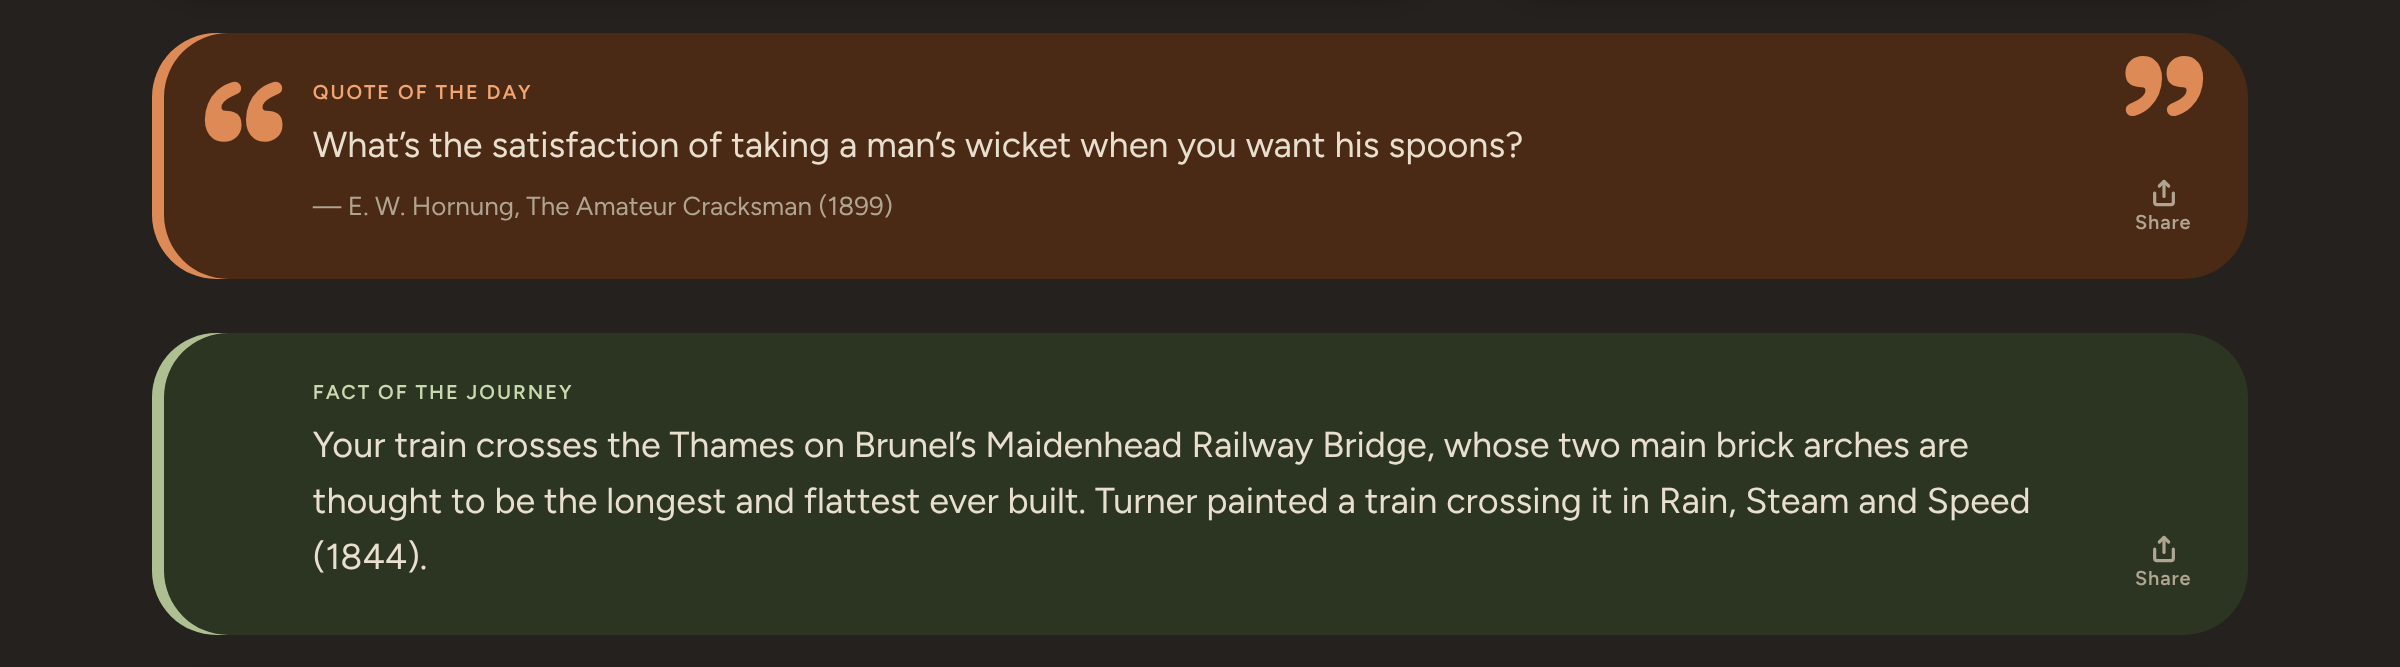 QUOTE OF THE DAY
What’s the satisfaction of taking a man’s wicket when you want his spoons?
— E. W. Hornung, The Amateur Cracksman (1899)
Share
FACT OF THE JOURNEY
Your train crosses the Thames on Brunel’s Maidenhead Railway Bridge, whose two main brick arches are
thought to be the longest and flattest ever built. Turner painted a train crossing it in Rain, Steam and Speed
(1844).
Share